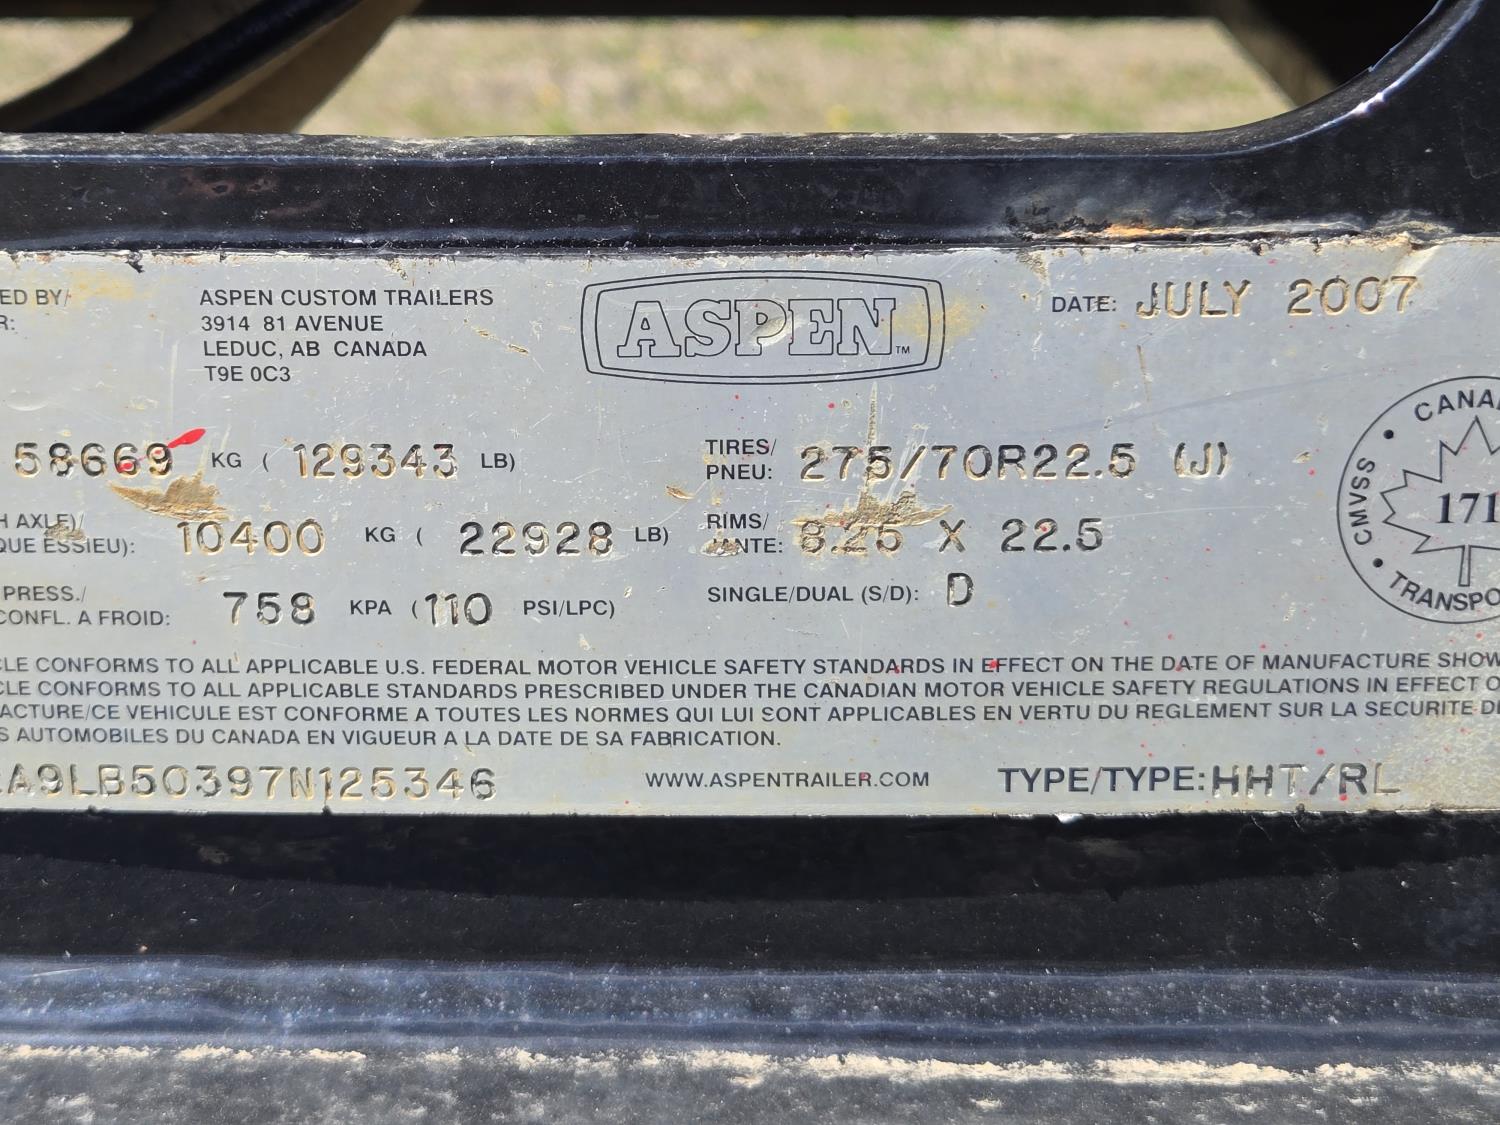 ED BY/
R:
ASPEN CUSTOM TRAILERS
3914 81 AVENUE
LEDUC, AB CANADA
T9E 0C3
ASPEN TM
DATE: JULY 2007
58669 KG ( 129343 LB)
TIRES/
PNEU: 275/70R22.5 (J)
H AXLE)/
QUE ESSIEU): 10400 KG ( 22928 LB)
RIMS/
JANTE: 8.25 X 22.5
PRESS./
CONFL. A FROID: 758 KPA (110 PSI/LPC)
SINGLE/DUAL (S/D): D
CANA
CMVSS
171
TRANSPO
CLE CONFORMS TO ALL APPLICABLE U.S. FEDERAL MOTOR VEHICLE SAFETY STANDARDS IN EFFECT ON THE DATE OF MANUFACTURE SHOW
CLE CONFORMS TO ALL APPLICABLE STANDARDS PRESCRIBED UNDER THE CANADIAN MOTOR VEHICLE SAFETY REGULATIONS IN EFFECT O
ACTURE/CE VEHICULE EST CONFORME A TOUTES LES NORMES QUI LUI SONT APPLICABLES EN VERTU DU REGLEMENT SUR LA SECURITE DE
S AUTOMOBILES DU CANADA EN VIGUEUR A LA DATE DE SA FABRICATION.
A9LB50397N125346
WWW.ASPENTRAILER.COM
TYPE/TYPE: HHT/RL